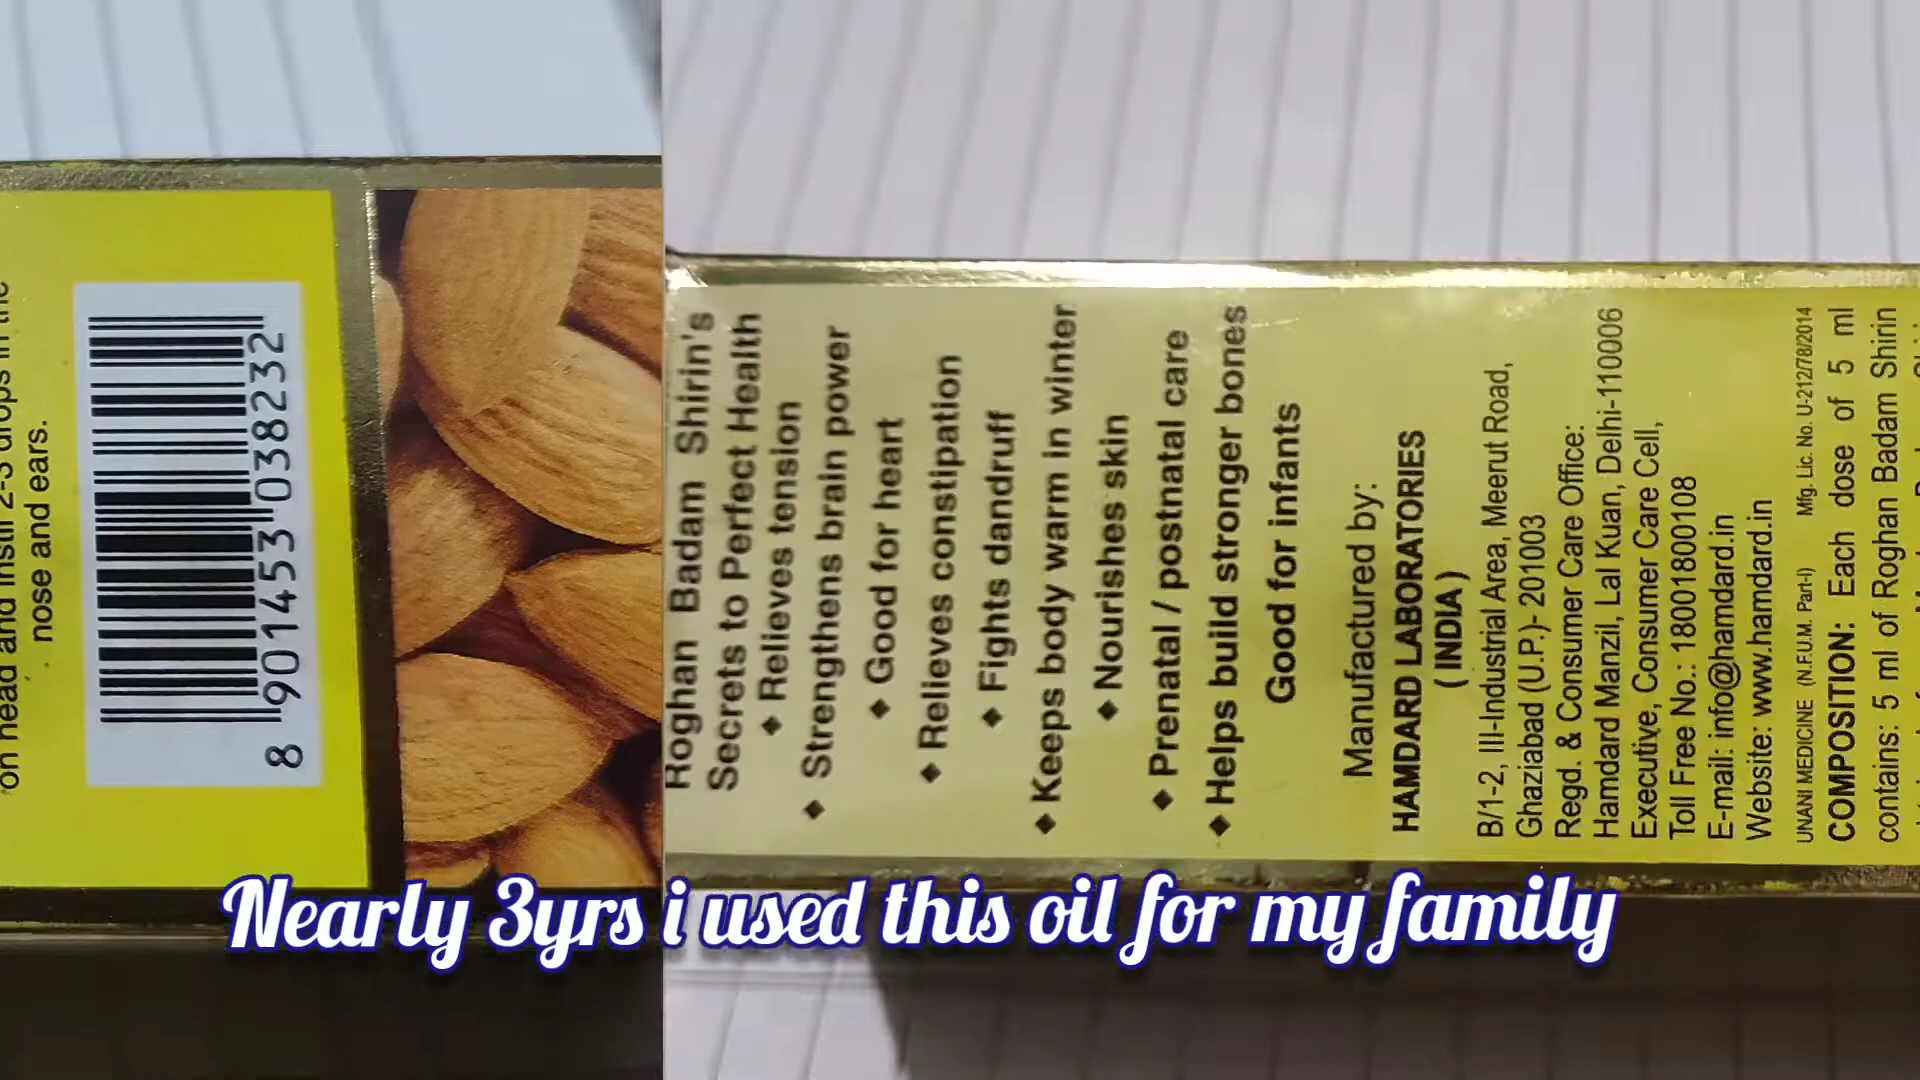 on head and instil 2-3 drops in the
nose and ears.
8 901453 038232
Roghan Badam Shirin's
Secrets to Perfect Health
◆ Relieves tension
◆ Strengthens brain power
◆ Good for heart
◆ Relieves constipation
◆ Fights dandruff
◆ Keeps body warm in winter
◆ Nourishes skin
◆ Prenatal / postnatal care
◆ Helps build stronger bones
Good for infants
Manufactured by:
HAMDARD LABORATORIES
( INDIA )
B/1-2, III-Industrial Area, Meerut Road,
Ghaziabad (U.P.)- 201003
Regd. & Consumer Care Office:
Hamdard Manzil, Lal Kuan, Delhi-110006
Executive, Consumer Care Cell,
Toll Free No.: 18001800108
E-mail: info@hamdard.in
Website: www.hamdard.in
UNANI MEDICINE (N.F.U.M. Part-I) Mfg. Lic. No. U-212/78/2014
COMPOSITION: Each dose of 5 ml
contains: 5 ml of Roghan Badam Shirin
Nearly 3yrs i used this oil for my family